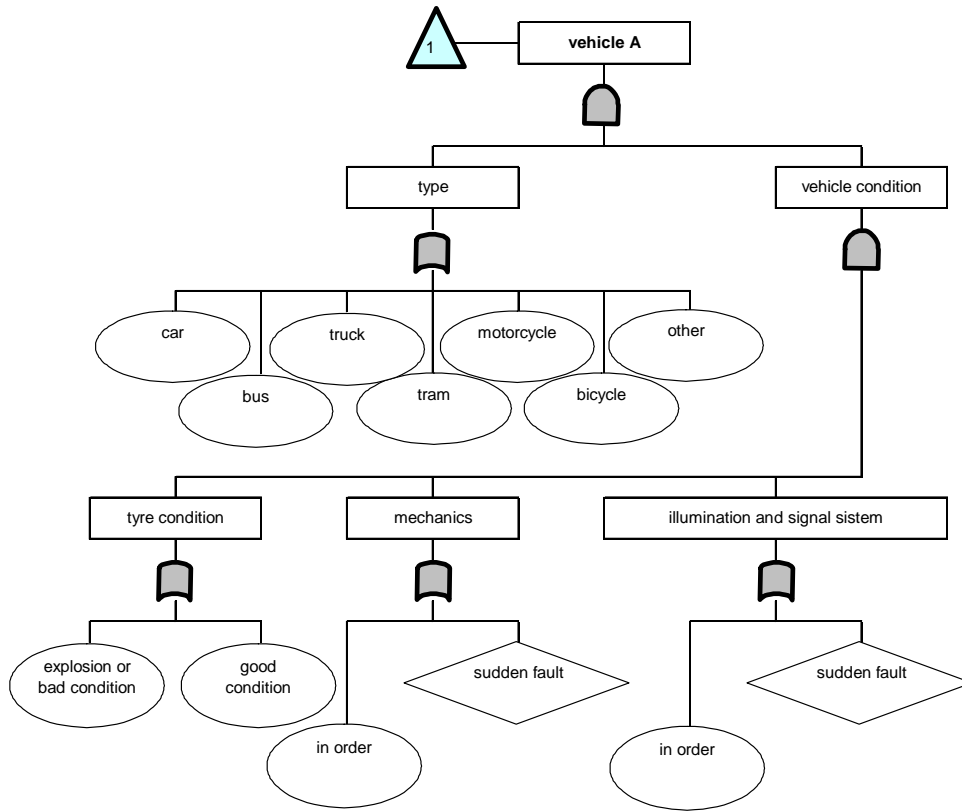 1
vehicle A
type
vehicle condition
car
truck
motorcycle
other
bus
tram
bicycle
tyre condition
mechanics
illumination and signal sistem
explosion or
bad condition
good
condition
sudden fault
sudden fault
in order
in order